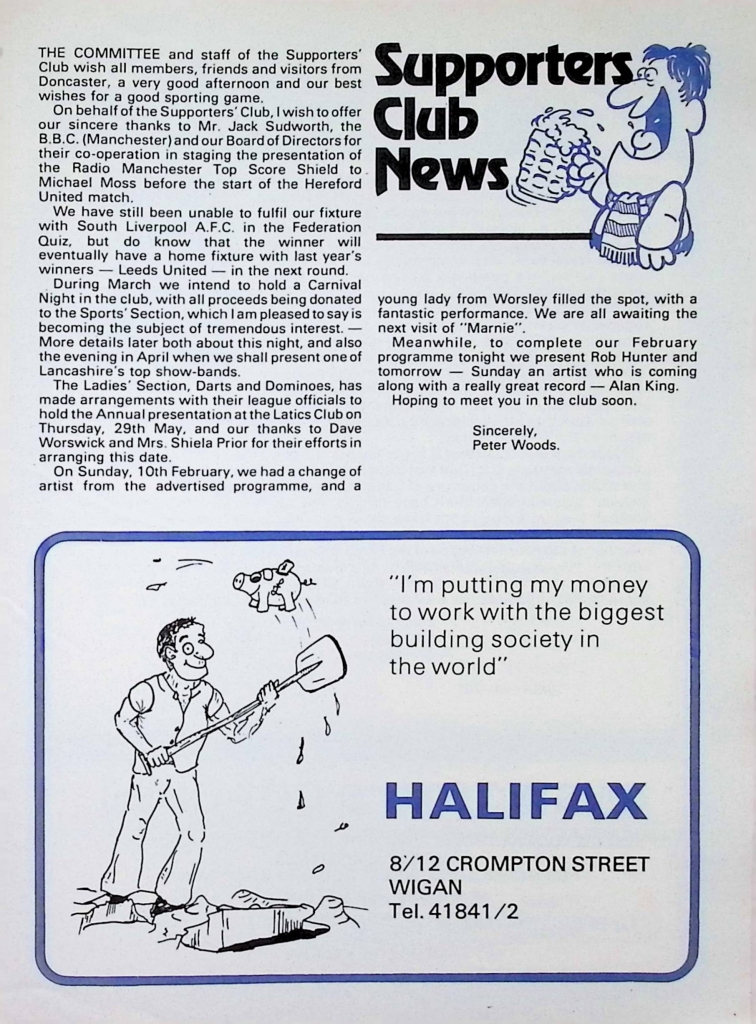 THE COMMITTEE and staff of the Supporters'
Club wish all members, friends and visitors from
Doncaster, a very good afternoon and our best
wishes for a good sporting game.
On behalf of the Supporters' Club, I wish to offer
our sincere thanks to Mr. Jack Sudworth, the
B.B.C. (Manchester) and our Board of Directors for
their co-operation in staging the presentation of
the Radio Manchester Top Score Shield to
Michael Moss before the start of the Hereford
United match.
We have still been unable to fulfil our fixture
with South Liverpool A.F.C. in the Federation
Quiz, but do know that the winner will
eventually have a home fixture with last year's
winners — Leeds United — in the next round.
During March we intend to hold a Carnival
Night in the club, with all proceeds being donated
to the Sports' Section, which I am pleased to say is
becoming the subject of tremendous interest. —
More details later both about this night, and also
the evening in April when we shall present one of
Lancashire's top show-bands.
The Ladies' Section, Darts and Dominoes, has
made arrangements with their league officials to
hold the Annual presentation at the Latics Club on
Thursday, 29th May, and our thanks to Dave
Worswick and Mrs. Shiela Prior for their efforts in
arranging this date.
On Sunday, 10th February, we had a change of
artist from the advertised programme, and a
Supporters
Club
News
young lady from Worsley filled the spot, with a
fantastic performance. We are all awaiting the
next visit of "Marnie".
Meanwhile, to complete our February
programme tonight we present Rob Hunter and
tomorrow — Sunday an artist who is coming
along with a really great record — Alan King.
Hoping to meet you in the club soon.
Sincerely,
Peter Woods.
"I'm putting my money
to work with the biggest
building society in
the world"
HALIFAX
8/12 CROMPTON STREET
WIGAN
Tel. 41841/2